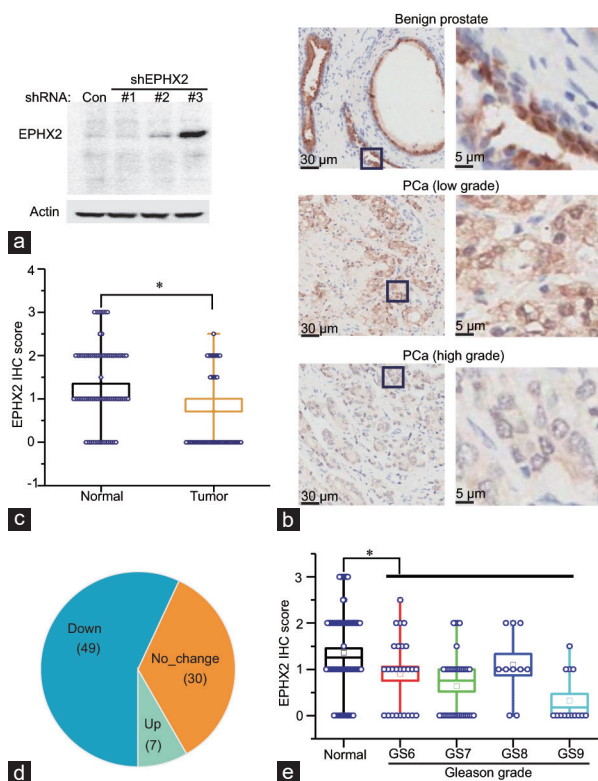 shEPHX2
shRNA: Con #1 #2 #3
EPHX2
Actin
a
Benign prostate
30 µm
5 µm
PCa (low grade)
30 µm
5 µm
PCa (high grade)
30 µm
5 µm
b
EPHX2 IHC score
4
3
2
1
0
-1
*
Normal
Tumor
c
Down
(49)
No_change
(30)
Up
(7)
d
EPHX2 IHC score
3
2
1
0
*
Normal GS6 GS7 GS8 GS9
Gleason grade
e